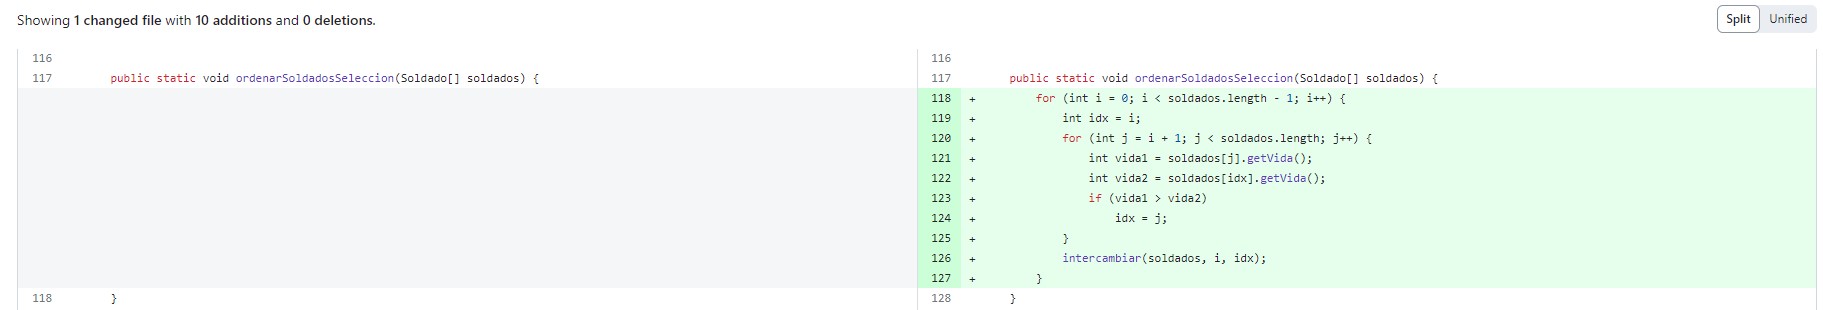 Showing 1 changed file with 10 additions and 0 deletions.
Split Unified
116
117 public static void ordenarSoldadosSeleccion(Soldado[] soldados) {
118 }
116
117 public static void ordenarSoldadosSeleccion(Soldado[] soldados) {
118 + for (int i = 0; i < soldados.length - 1; i++) {
119 + int idx = i;
120 + for (int j = i + 1; j < soldados.length; j++) {
121 + int vida1 = soldados[j].getVida();
122 + int vida2 = soldados[idx].getVida();
123 + if (vida1 > vida2)
124 + idx = j;
125 + }
126 + intercambiar(soldados, i, idx);
127 + }
128 }